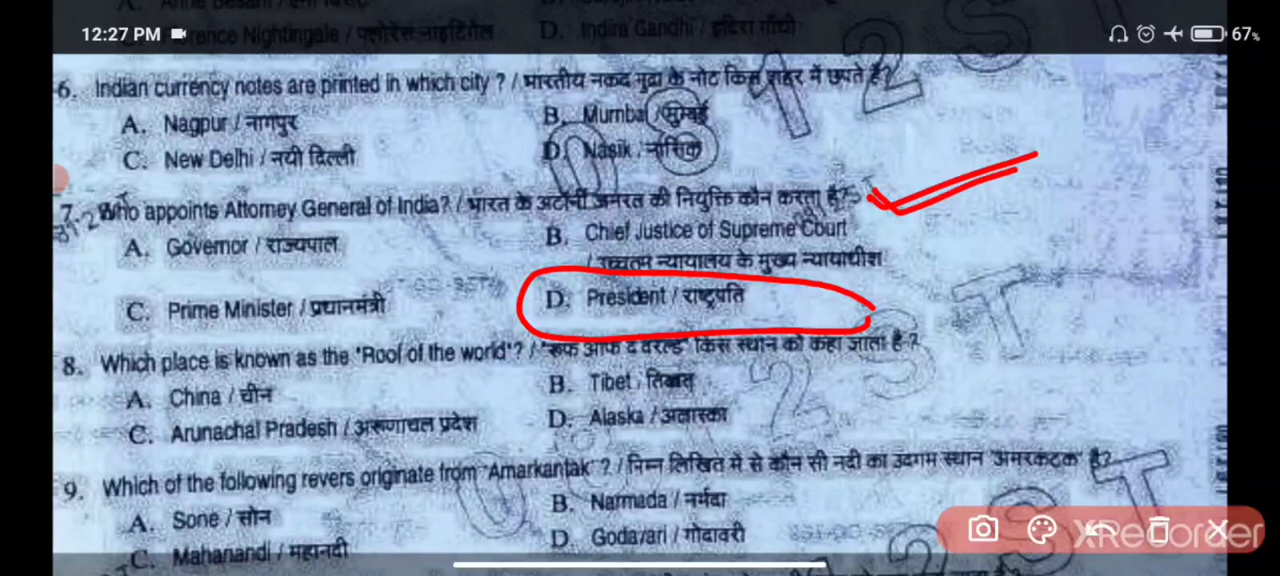 12:27 PM
67%
C. Florence Nightingale / फ्लोरेंस नाइटिंगेल D. Indira Gandhi / इंदिरा गाँधी
6. Indian currency notes are printed in which city ? / भारतीय नकद मुद्रा के नोट किस शहर में छपते हैं?
A. Nagpur / नागपुर B. Mumbai / मुम्बई
C. New Delhi / नयी दिल्ली D. Nasik / नासिक
7. Who appoints Attorney General of India? / भारत के अटॉर्नी जनरल की नियुक्ति कौन करता है?
A. Governor / राज्यपाल B. Chief Justice of Supreme Court
/ उच्चतम न्यायालय के मुख्य न्यायाधीश
C. Prime Minister / प्रधानमंत्री D. President / राष्ट्रपति
8. Which place is known as the "Roof of the world"? / "रूफ ऑफ द वर्ल्ड" किस स्थान को कहा जाता है ?
A. China / चीन B. Tibet / तिब्बत
C. Arunachal Pradesh / अरूणाचल प्रदेश D. Alaska / अलास्का
9. Which of the following revers originate from 'Amarkantak' ? / निम्न लिखित में से कौन सी नदी का उदगम स्थान 'अमरकंटक' है?
A. Sone / सोन B. Narmada / नर्मदा
C. Mahanandi / महानदी D. Godavari / गोदावरी
XRecorder